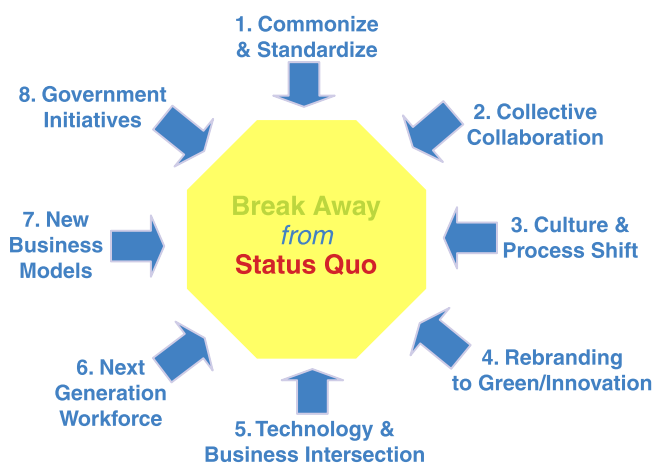 1. Commonize
& Standardize
2. Collective
Collaboration
3. Culture &
Process Shift
4. Rebranding
to Green/Innovation
5. Technology &
Business Intersection
6. Next
Generation
Workforce
7. New
Business
Models
8. Government
Initiatives
Break Away
from
Status Quo